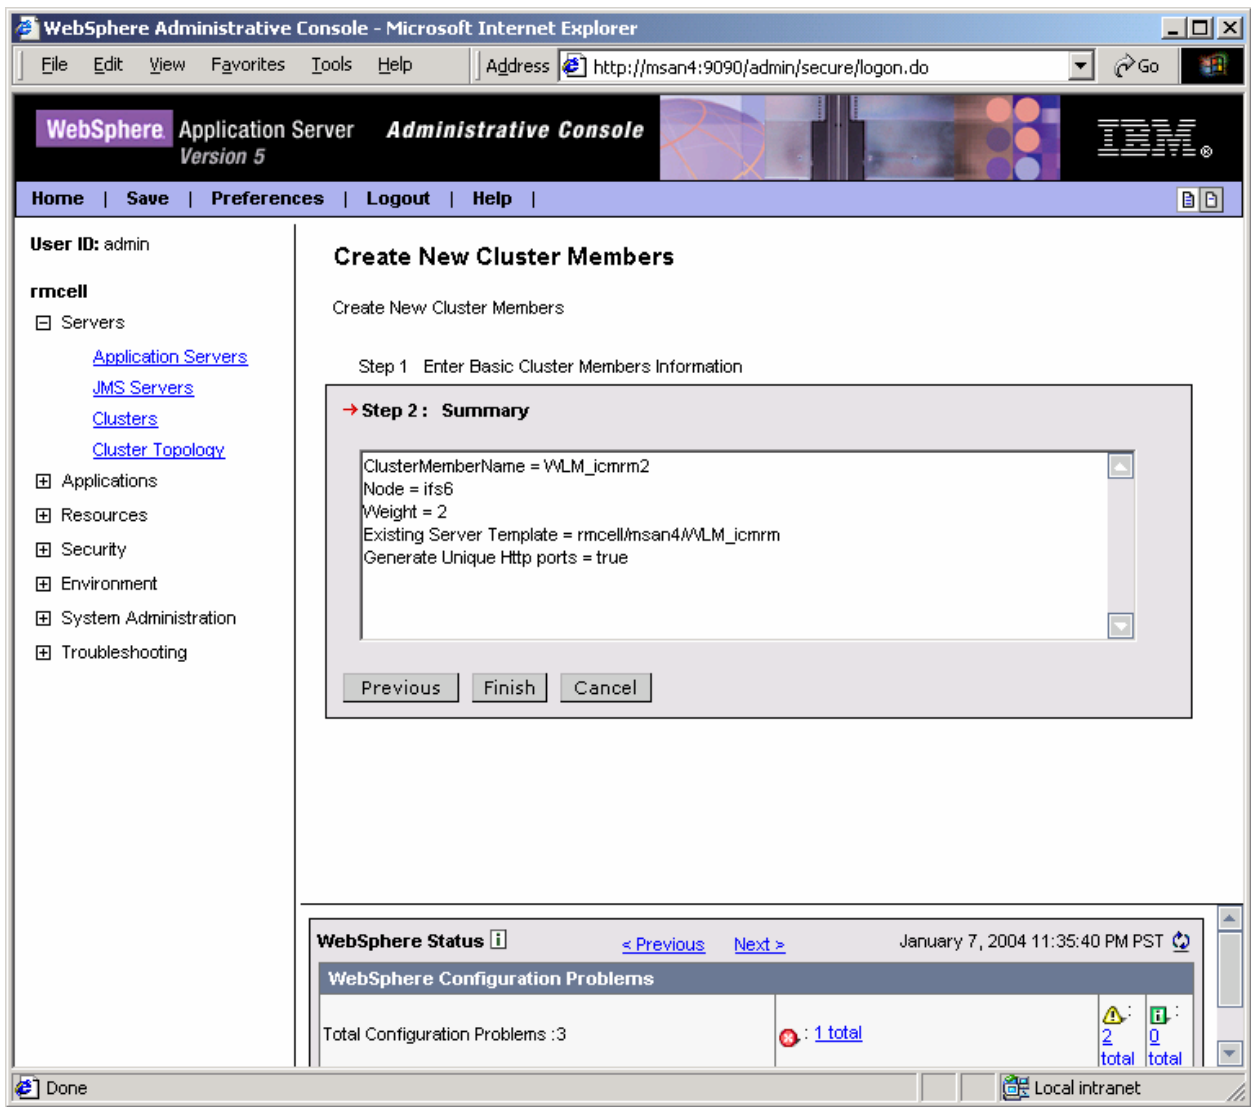 WebSphere Administrative Console - Microsoft Internet Explorer
File Edit View Favorites Tools Help Address http://msan4:9090/admin/secure/logon.do Go
WebSphere Application Server Administrative Console
Version 5
IBM®
Home | Save | Preferences | Logout | Help |
User ID: admin
rmcell
Servers
Application Servers
JMS Servers
Clusters
Cluster Topology
Applications
Resources
Security
Environment
System Administration
Troubleshooting
Create New Cluster Members
Create New Cluster Members
Step 1 Enter Basic Cluster Members Information
→ Step 2 : Summary
ClusterMemberName = WLM_icmrm2
Node = ifs6
Weight = 2
Existing Server Template = rmcell/msan4/WLM_icmrm
Generate Unique Http ports = true
Previous Finish Cancel
WebSphere Status i < Previous Next > January 7, 2004 11:35:40 PM PST
WebSphere Configuration Problems
Total Configuration Problems :3 : 1 total : 2 total : 0 total
Done Local intranet